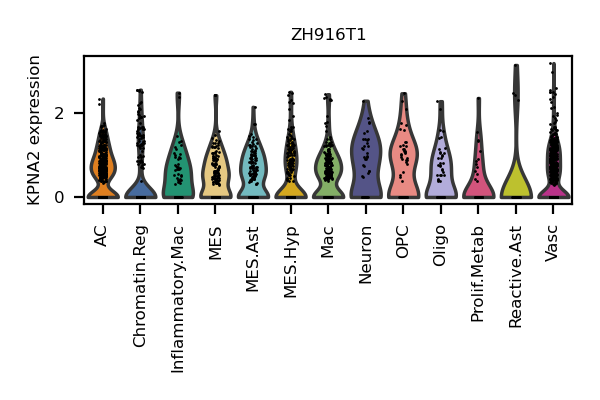 ZH916T1
KPNA2 expression
2
0
AC
Chromatin.Reg
Inflammatory.Mac
MES
MES.Ast
MES.Hyp
Mac
Neuron
OPC
Oligo
Prolif.Metab
Reactive.Ast
Vasc